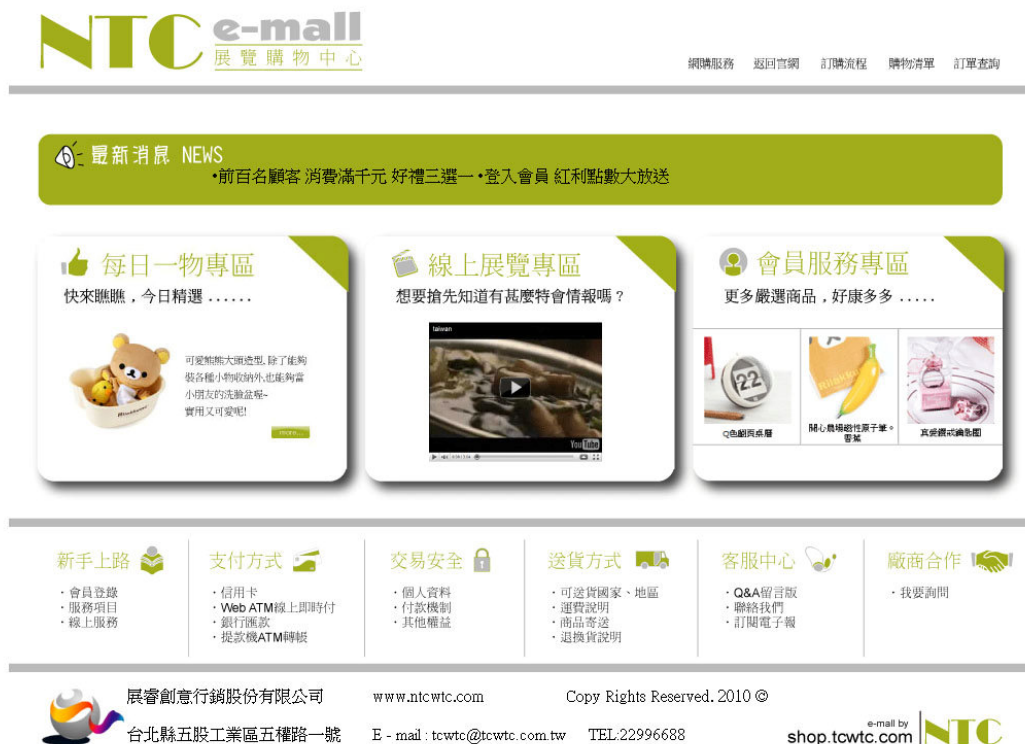 NTC e-mall
展覽購物中心
網購服務 返回官網 訂購流程 購物清單 訂單查詢
最新消息 NEWS
•前百名顧客 消費滿千元 好禮三選一 •登入會員 紅利點數大放送
每日一物專區
快來瞧瞧，今日精選 ......
可愛熊熊大頭造型, 除了能夠
裝各種小物收納外,也能夠當
小朋友的洗臉盆喔~
實用又可愛呢!
more...
線上展覽專區
想要搶先知道有甚麼特會情報嗎？
taiwan
YouTube
會員服務專區
更多嚴選商品，好康多多 .....
22
Q色翻頁桌曆
開心農場磁性原子筆。
香蕉
真愛鑽戒鑰匙圈
新手上路
・會員登錄
・服務項目
・線上服務
支付方式
・信用卡
・Web ATM線上即時付
・銀行匯款
・提款機ATM轉帳
交易安全
・個人資料
・付款機制
・其他權益
送貨方式
・可送貨國家、地區
・運費說明
・商品寄送
・退換貨說明
客服中心
・Q&A留言版
・聯絡我們
・訂閱電子報
廠商合作
・我要詢問
展睿創意行銷股份有限公司 www.ntcwtc.com Copy Rights Reserved. 2010 ©
台北縣五股工業區五權路一號 E - mail : tcwtc@tcwtc.com.tw TEL:22996688
e-mall by
shop.tcwtc.com NTC